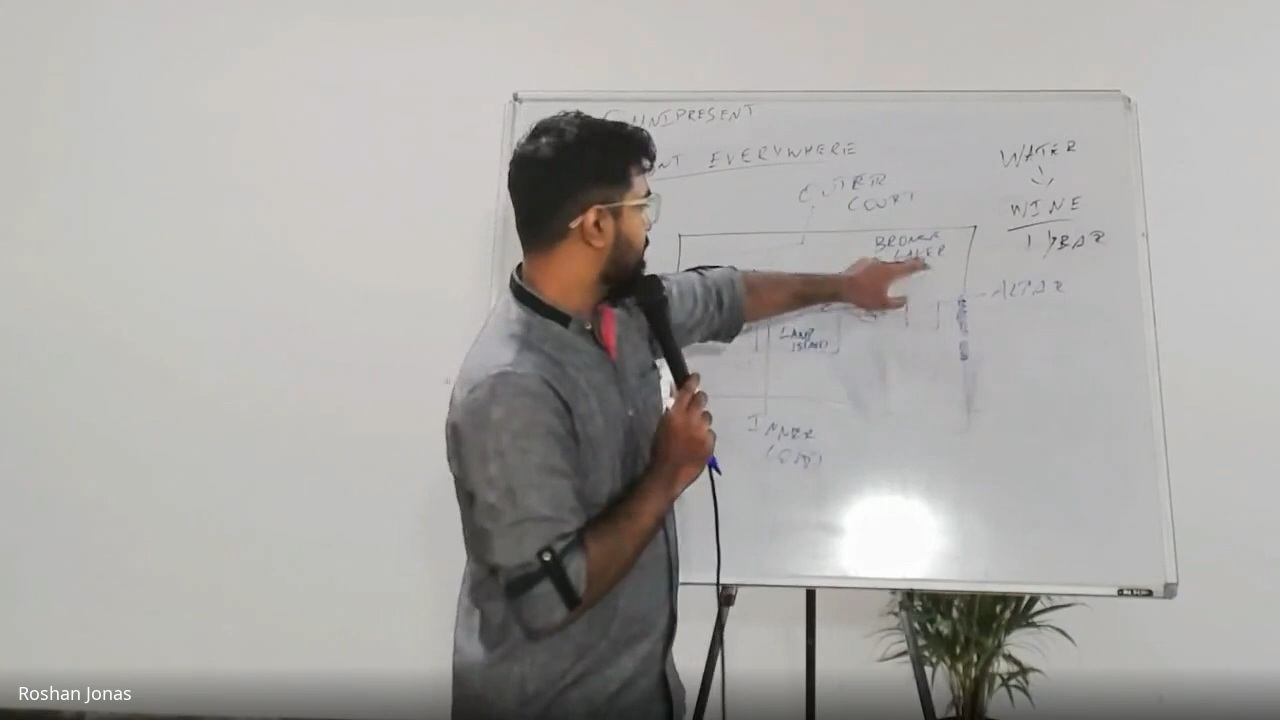 OMNIPRESENT
EVERYWHERE
OUTER
COURT
WATER
WINE
BRONZE
LAVER
ALTAR
LAMP
STAND
INNER
Roshan Jonas